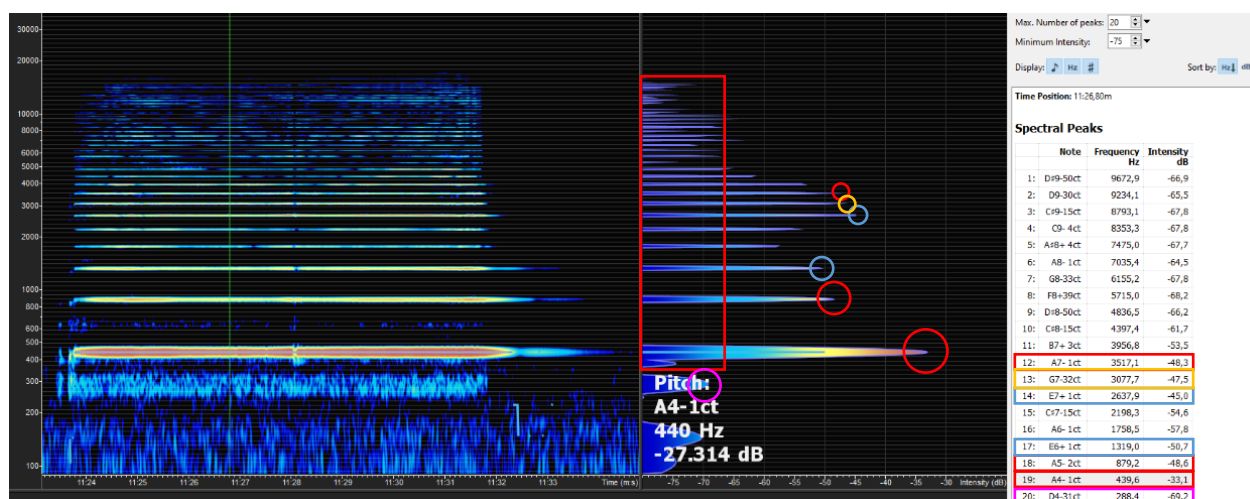 Max. Number of peaks: 20
Minimum Intensity: -75
Display: Hz # Sort by: Hz
Time Position: 11:26,80m
Spectral Peaks
Note Frequency Hz Intensity dB
1: D♯9-50ct 9672,9 -66,9
2: D9-30ct 9234,1 -65,5
3: C♯9-15ct 8793,1 -67,8
4: C9- 4ct 8353,3 -67,8
5: A♯8+ 4ct 7475,0 -67,7
6: A8- 1ct 7035,4 -64,5
7: G8-33ct 6155,2 -67,8
8: F8+39ct 5715,0 -68,2
9: D♯8-50ct 4836,5 -66,2
10: C♯8-15ct 4397,4 -61,7
11: B7+ 3ct 3956,8 -53,5
12: A7- 1ct 3517,1 -48,3
13: G7-32ct 3077,7 -47,5
14: E7+ 1ct 2637,9 -45,0
15: C♯7-15ct 2198,3 -54,6
16: A6- 1ct 1758,5 -57,8
17: E6+ 1ct 1319,0 -50,7
18: A5- 2ct 879,2 -48,6
19: A4- 1ct 439,6 -33,1
20: D4-31ct 288,4 -69,2
30000
20000
10000
8000
6000
5000
4000
3000
2000
1000
800
600
500
400
300
200
100
11:24 11:25 11:26 11:27 11:28 11:29 11:30 11:31 11:32 11:33 Time (m:s)
Pitch:
A4-1ct
440 Hz
-27.314 dB
-75 -70 -65 -60 -55 -50 -45 -40 -35 -30 Intensity (dB)